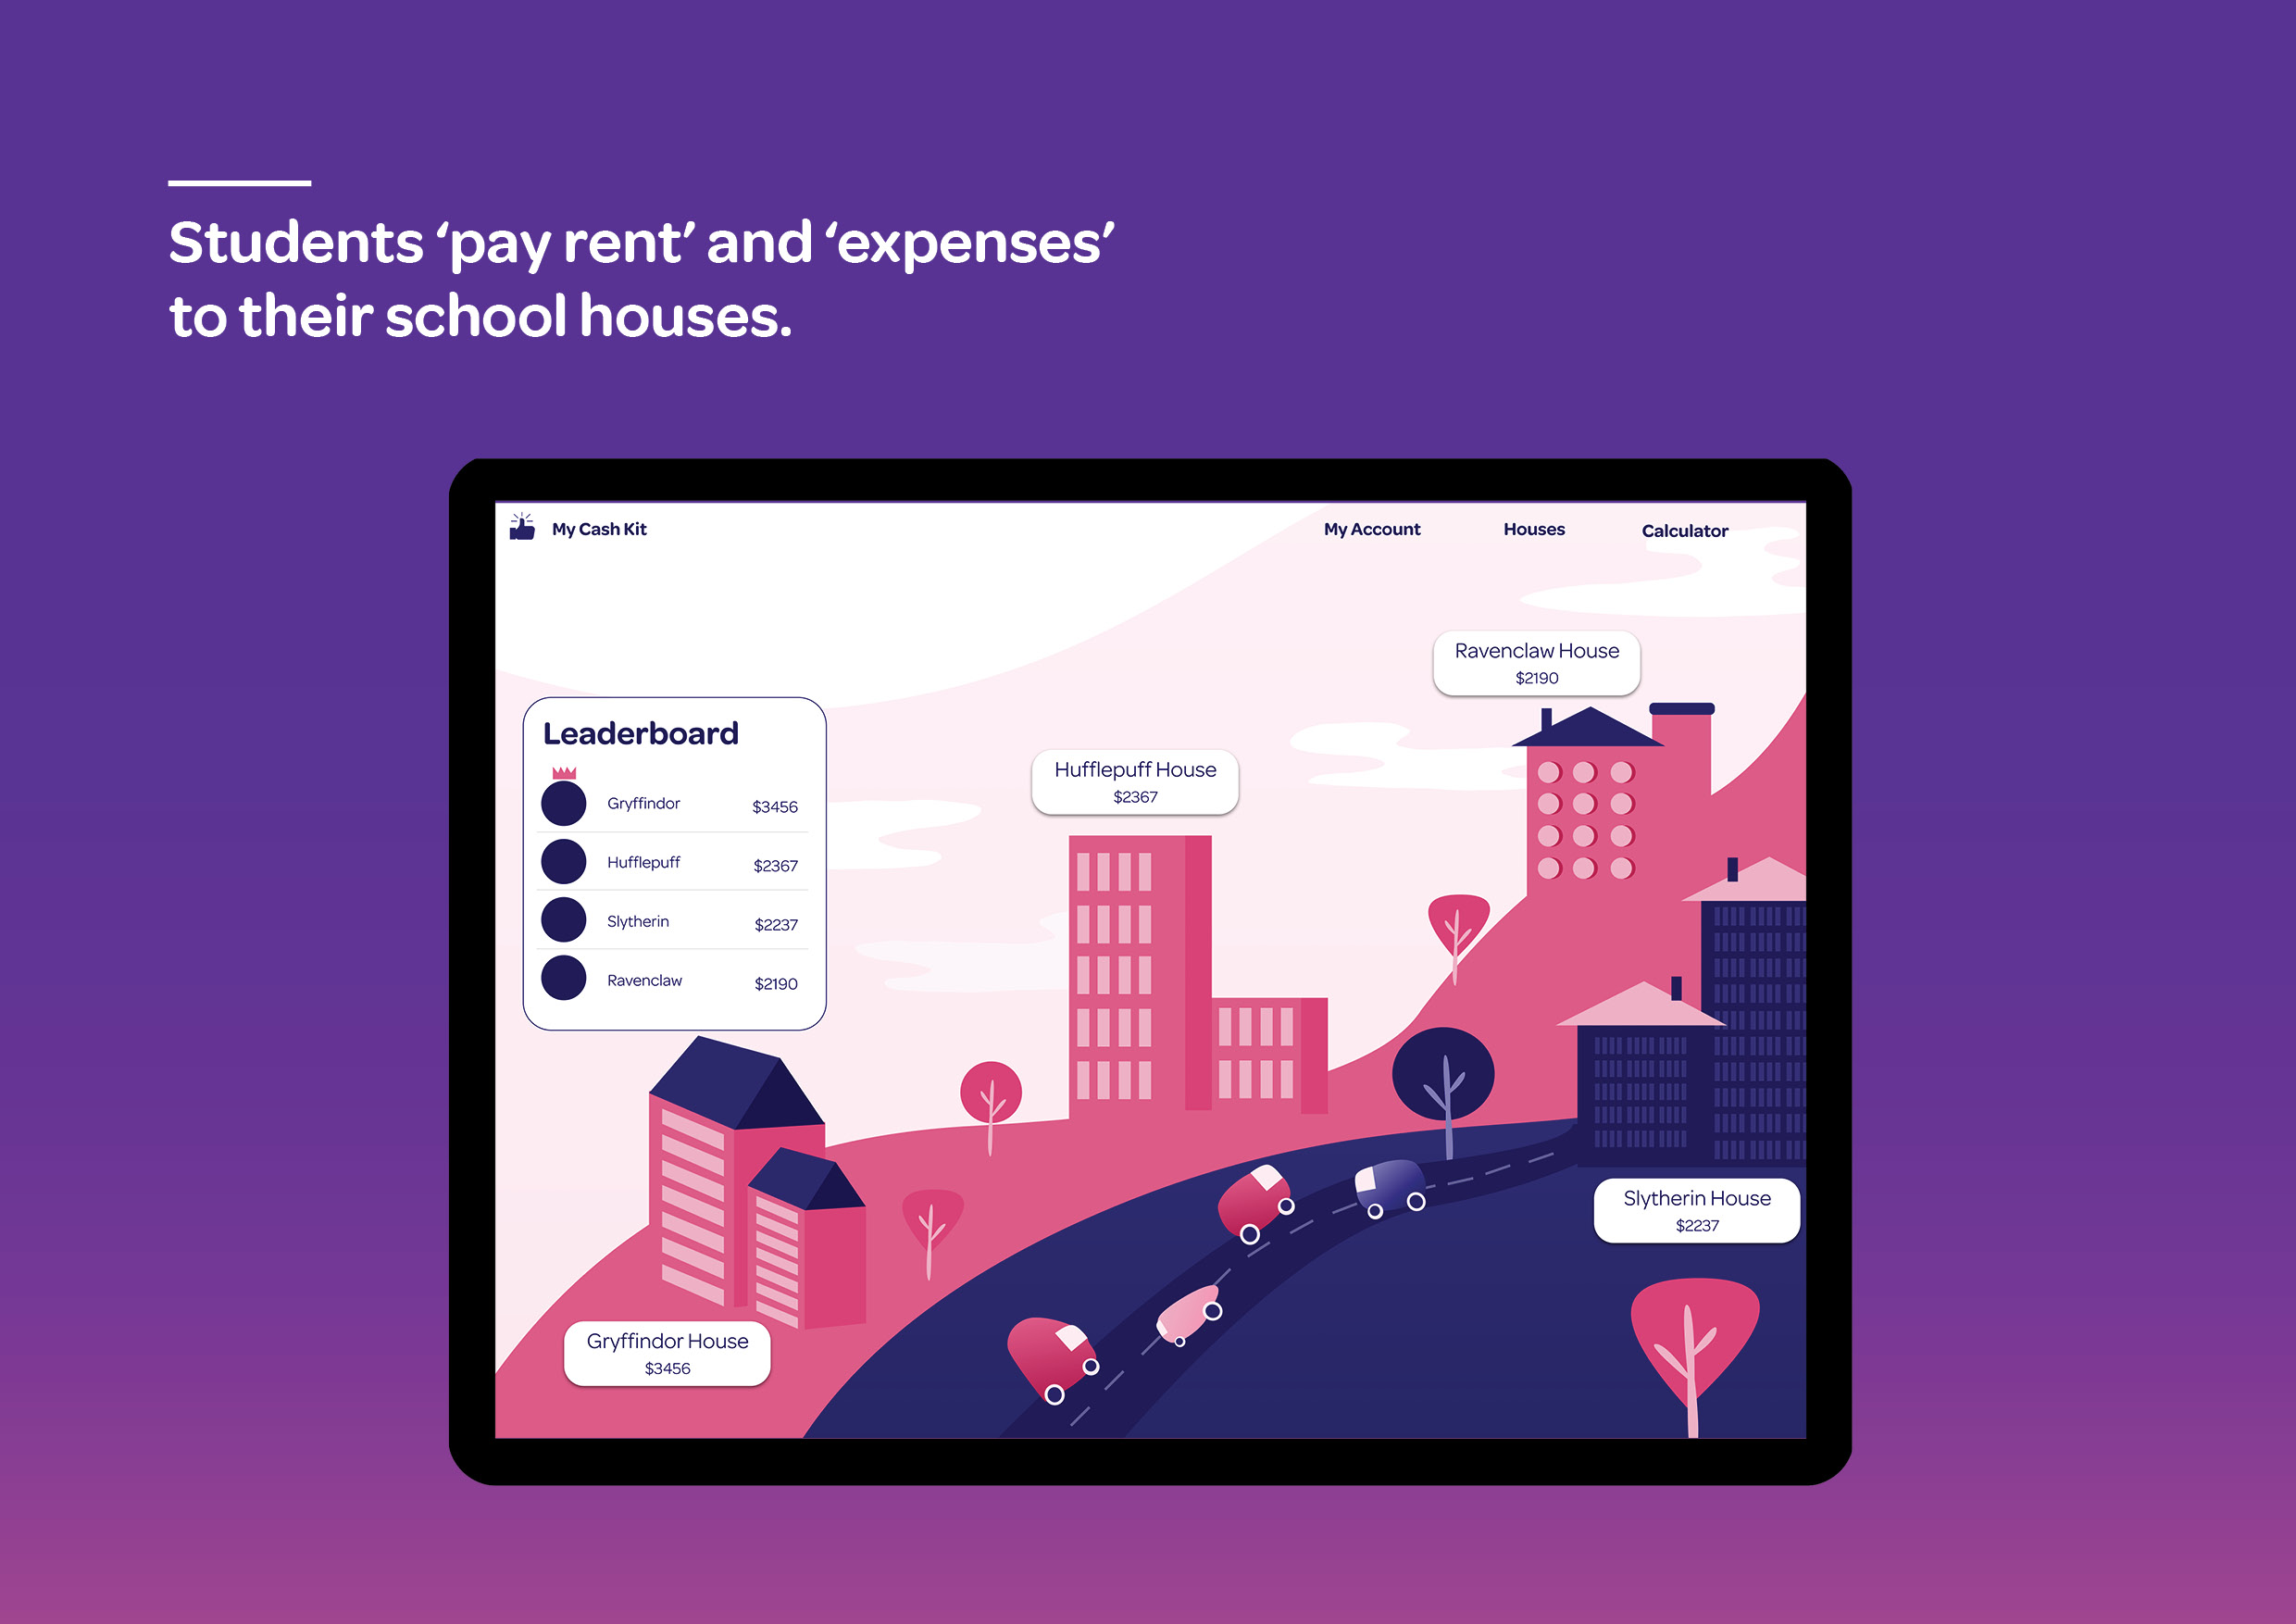 Students ‘pay rent’ and ‘expenses’
to their school houses.
My Cash Kit
My Account
Houses
Calculator
Ravenclaw House
$2190
Leaderboard
Gryffindor $3456
Hufflepuff $2367
Slytherin $2237
Ravenclaw $2190
Hufflepuff House
$2367
Slytherin House
$2237
Gryffindor House
$3456